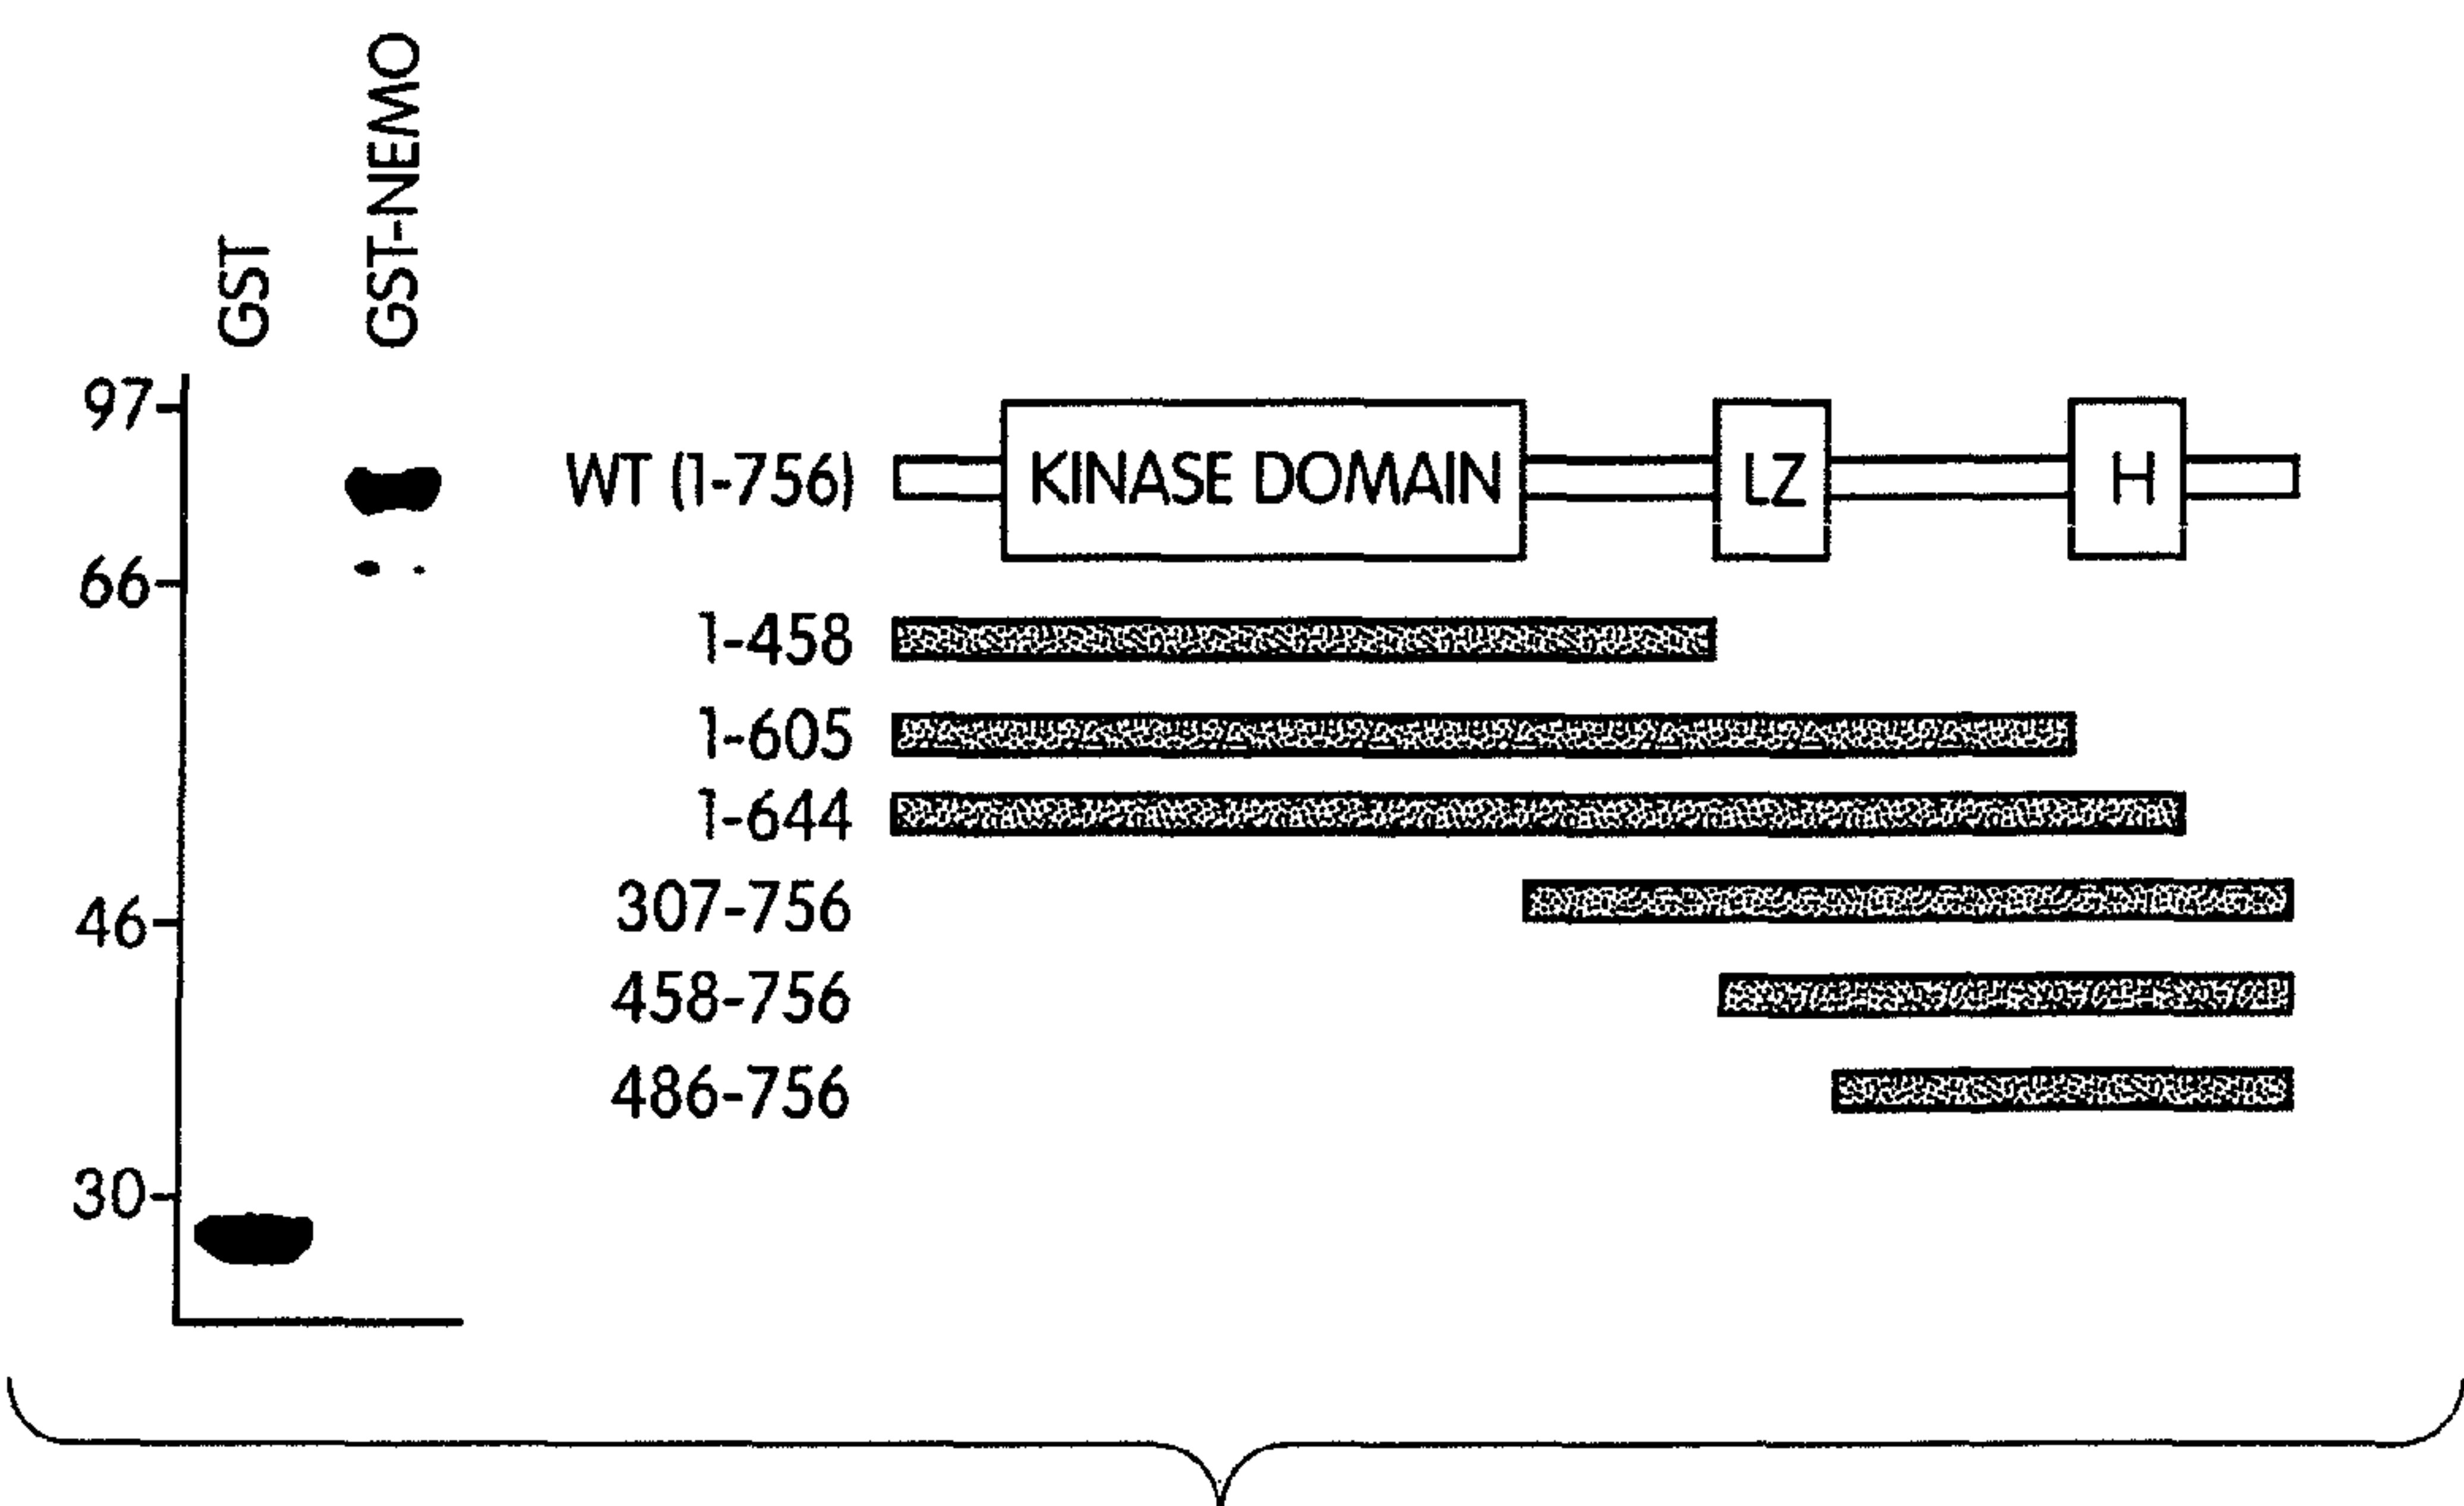 GST
GST-NEMO
97
66
46
30
WT (1-756)
KINASE DOMAIN
LZ
H
1-458
1-605
1-644
307-756
458-756
486-756